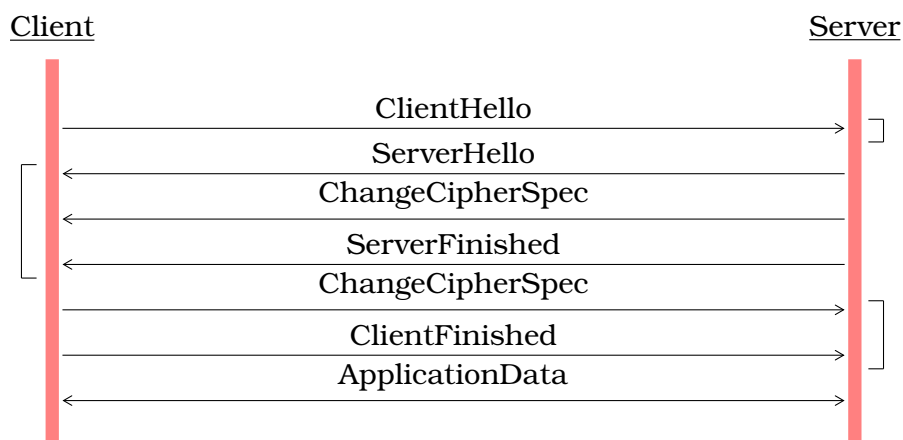 Client
Server
ClientHello
ServerHello
ChangeCipherSpec
ServerFinished
ChangeCipherSpec
ClientFinished
ApplicationData